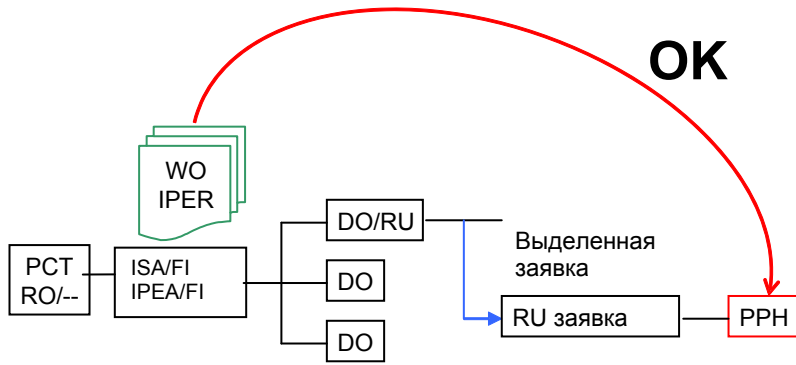 OK
WO
IPER
DO/RU
Выделенная
заявка
PCT
RO/--
ISA/FI
IPEA/FI
DO
RU заявка
PPH
DO